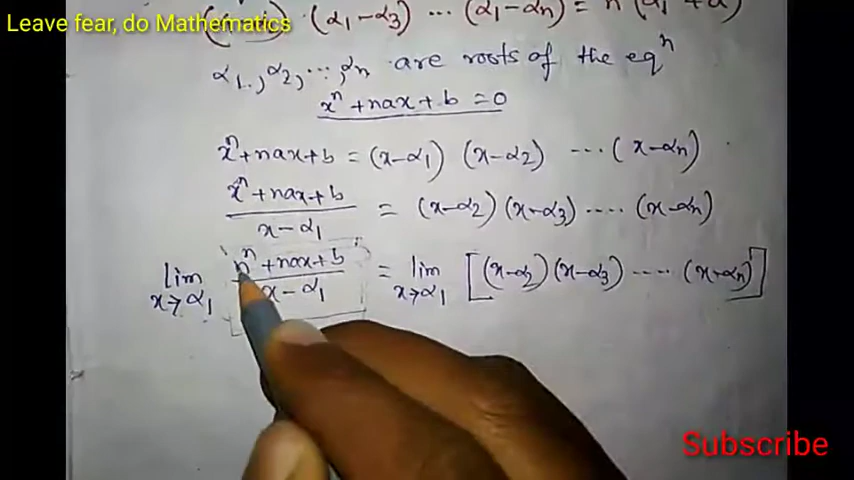 Leave fear, do Mathematics
(α1-α3) ... (α1-αn) = n (α1
α1, α2, ..., αn are roots of the eqⁿ
xⁿ + nax + b = 0
xⁿ + nax + b = (x-α1) (x-α2) ... (x-αn)
xⁿ + nax + b / x-α1 = (x-α2) (x-α3) .... (x-αn)
lim x→α1 xⁿ + nax + b / x-α1 = lim x→α1 [(x-α2) (x-α3) .... (x-αn)]
Subscribe